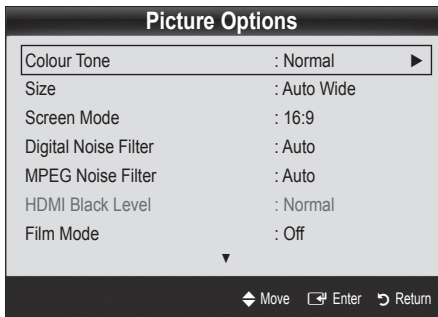 Picture Options
Colour Tone : Normal ►
Size : Auto Wide
Screen Mode : 16:9
Digital Noise Filter : Auto
MPEG Noise Filter : Auto
HDMI Black Level : Normal
Film Mode : Off
▼
Move Enter Return